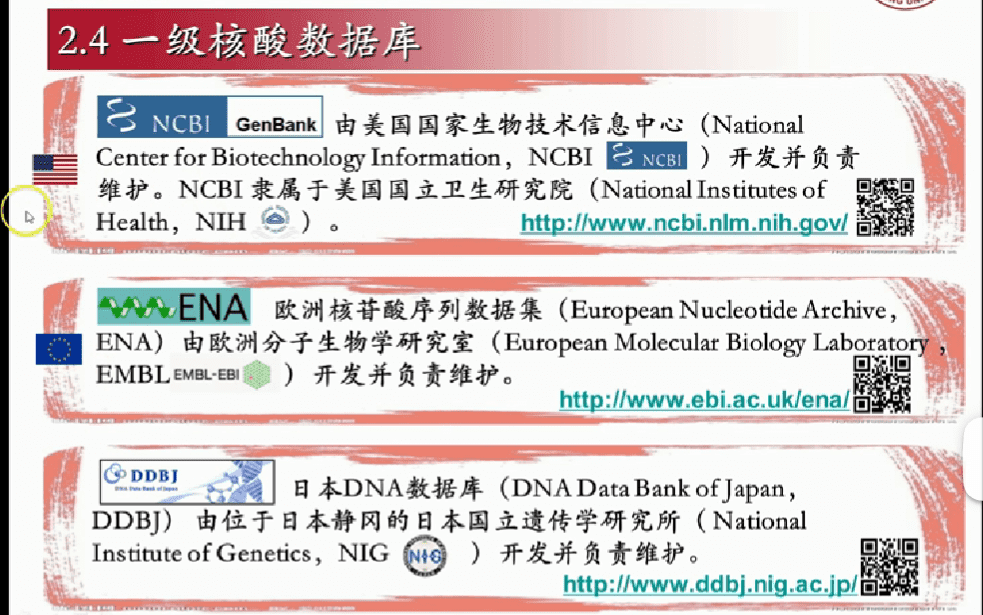 2.4 一级核酸数据库
NCBI GenBank 由美国国家生物技术信息中心（National
Center for Biotechnology Information，NCBI NCBI ）开发并负责
维护。NCBI 隶属于美国国立卫生研究院（National Institutes of
Health，NIH ）。
http://www.ncbi.nlm.nih.gov/
ENA 欧洲核苷酸序列数据集（European Nucleotide Archive，
ENA）由欧洲分子生物学研究室（European Molecular Biology Laboratory，
EMBL EMBL-EBI ）开发并负责维护。
http://www.ebi.ac.uk/ena/
DDBJ
DNA Data Bank of Japan
日本DNA数据库（DNA Data Bank of Japan，
DDBJ）由位于日本静冈的日本国立遗传学研究所（National
Institute of Genetics，NIG NIG ）开发并负责维护。
http://www.ddbj.nig.ac.jp/